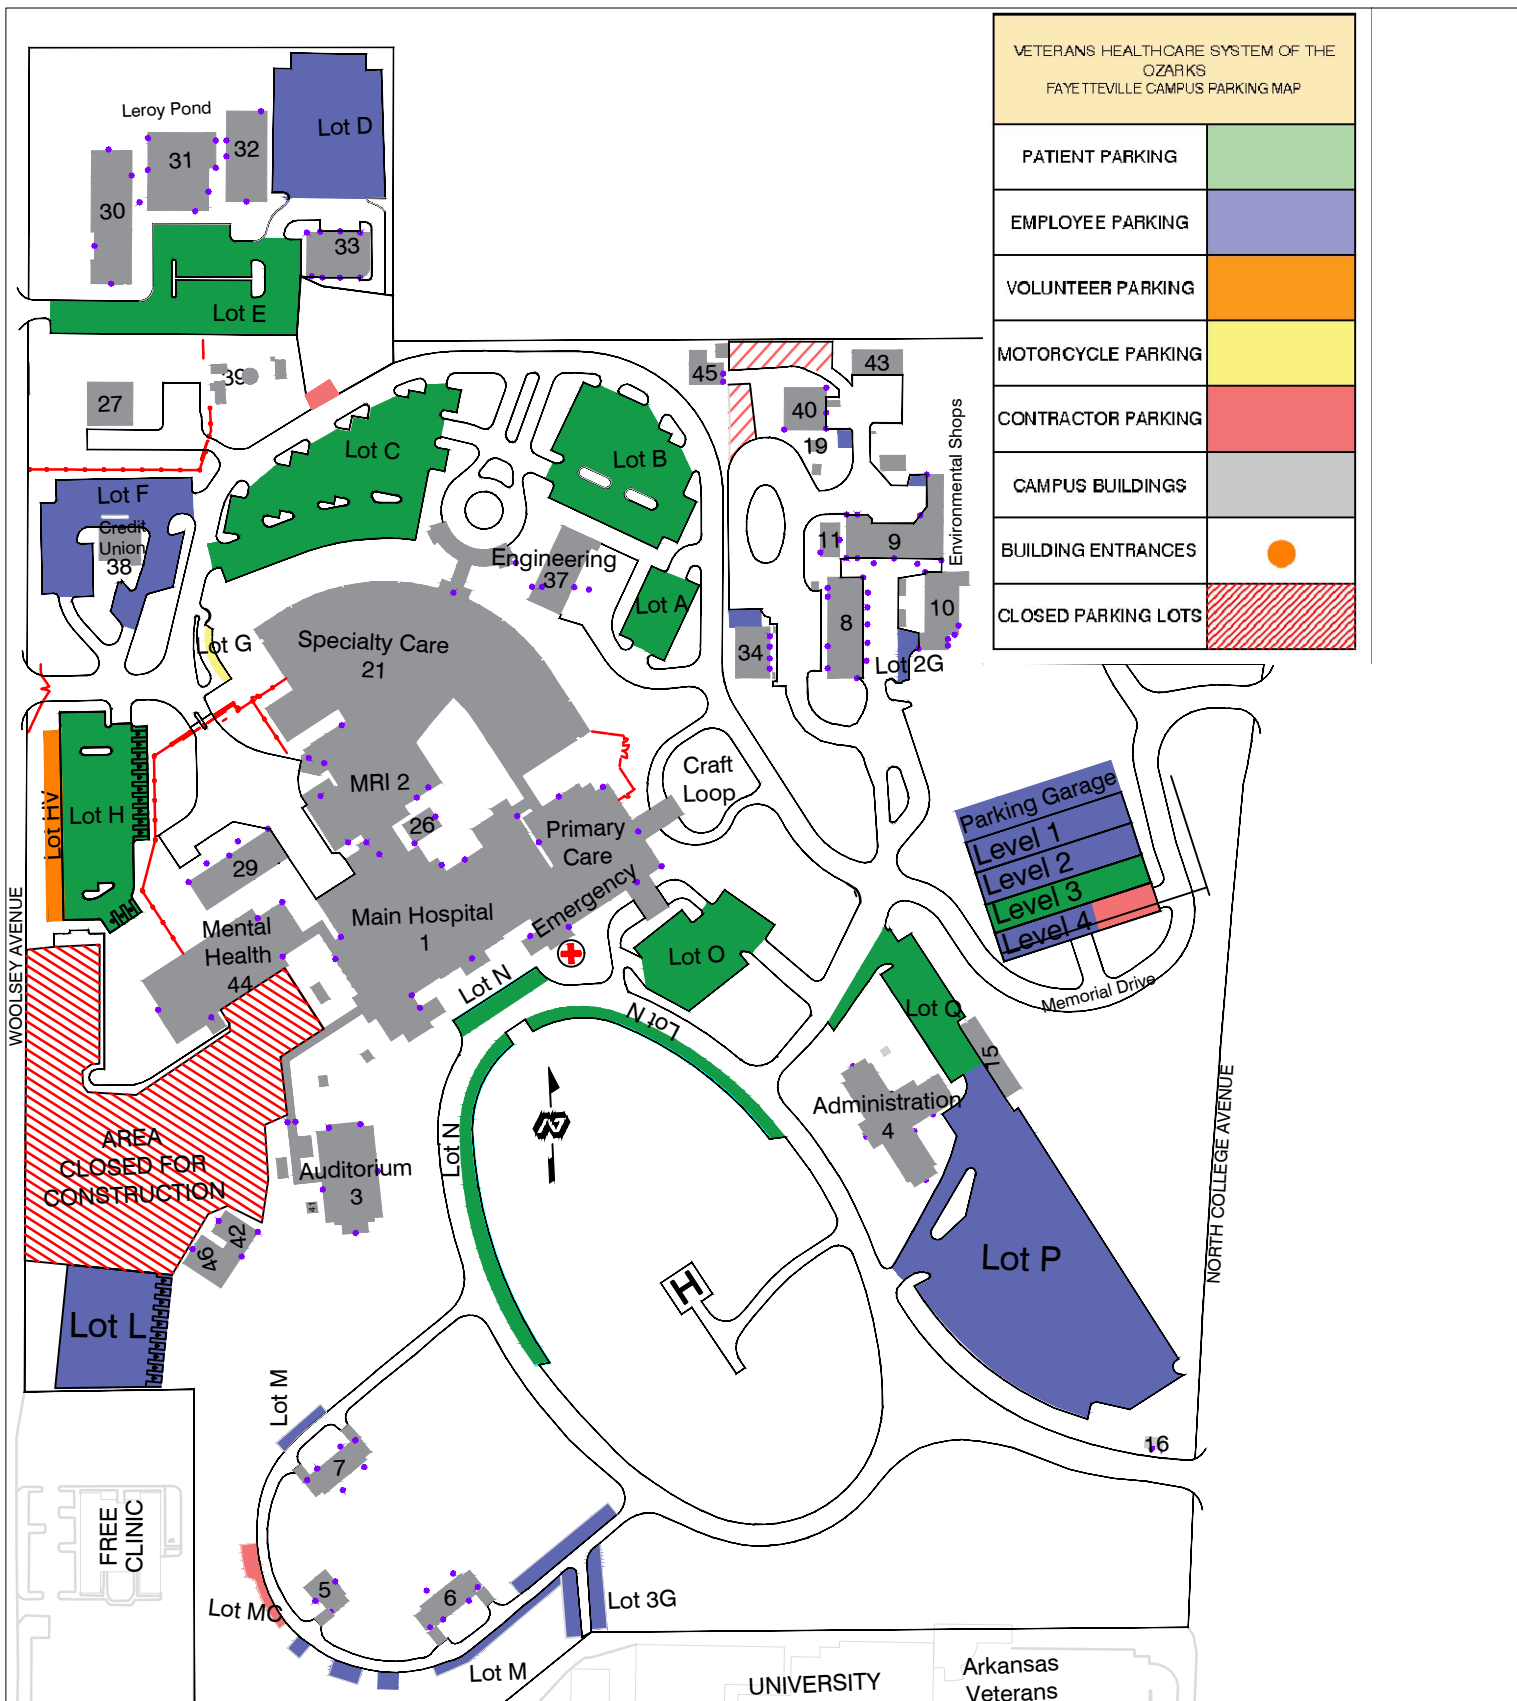 VETERANS HEALTHCARE SYSTEM OF THE
OZARKS
FAYETTEVILLE CAMPUS PARKING MAP
PATIENT PARKING
EMPLOYEE PARKING
VOLUNTEER PARKING
MOTORCYCLE PARKING
CONTRACTOR PARKING
CAMPUS BUILDINGS
BUILDING ENTRANCES
CLOSED PARKING LOTS
Leroy Pond
Lot D
30
31
32
33
Lot E
39
27
45
43
40
19
Lot C
Lot B
Environmental Shops
Lot F
Credit
Union
38
Engineering
37
11
9
Lot A
8
10
34
Lot 2G
Lot G
Specialty Care
21
MRI 2
26
Craft
Loop
Primary
Care
Emergency
Parking Garage
Level 1
Level 2
Level 3
Level 4
Lot HV
Lot H
29
WOOLSEY AVENUE
Mental
Health
44
Main Hospital
1
Lot N
Lot N
Lot N
Lot O
Lot Q
Memorial Drive
15
Administration
4
NORTH COLLEGE AVENUE
AREA
CLOSED FOR
CONSTRUCTION
Auditorium
3
41
42
46
Lot L
H
Lot P
16
Lot M
7
FREE
CLINIC
5
6
Lot MC
Lot 3G
Lot M
UNIVERSITY
Arkansas
Veterans